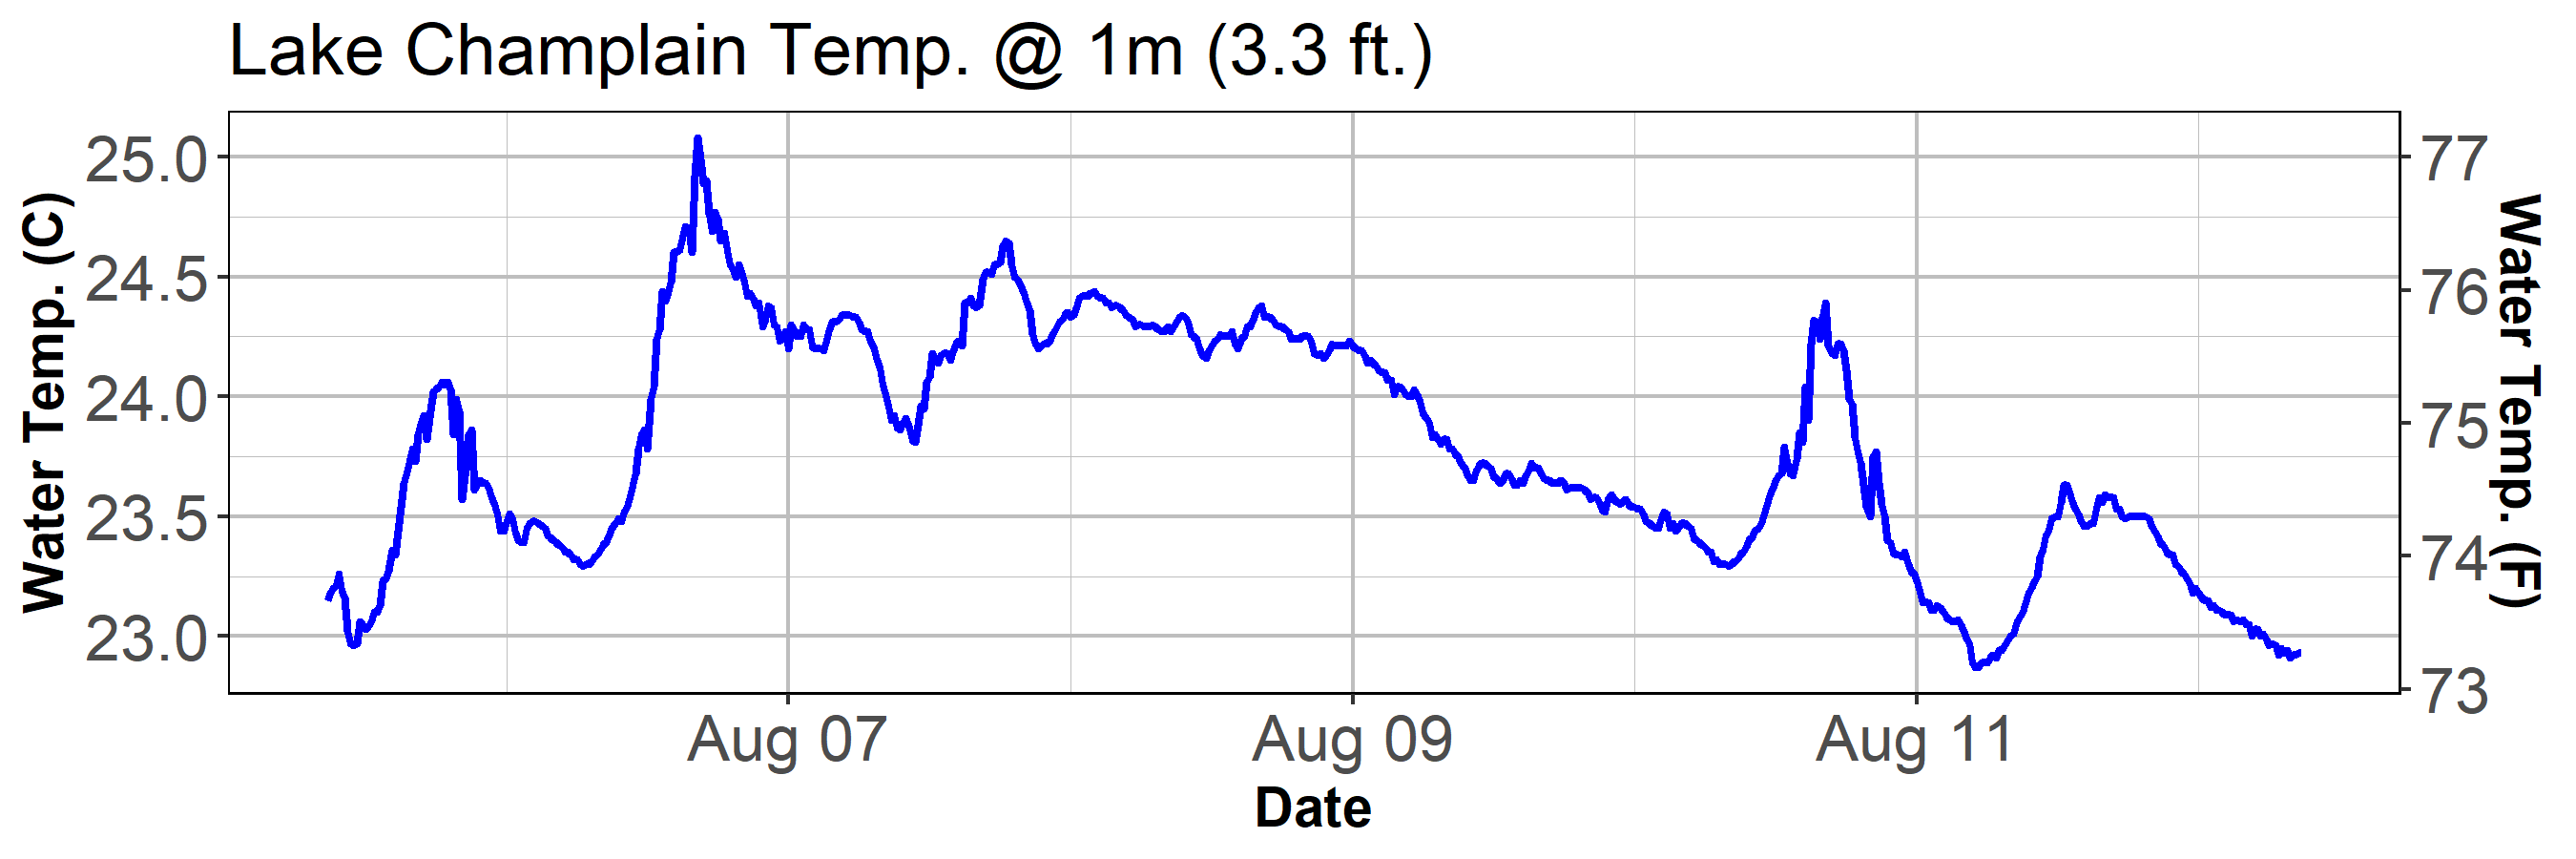 Lake Champlain Temp. @ 1m (3.3 ft.)
Water Temp. (C)
25.0
24.5
24.0
23.5
23.0
77
76
75
74
73
Water Temp. (F)
Aug 07
Aug 09
Aug 11
Date